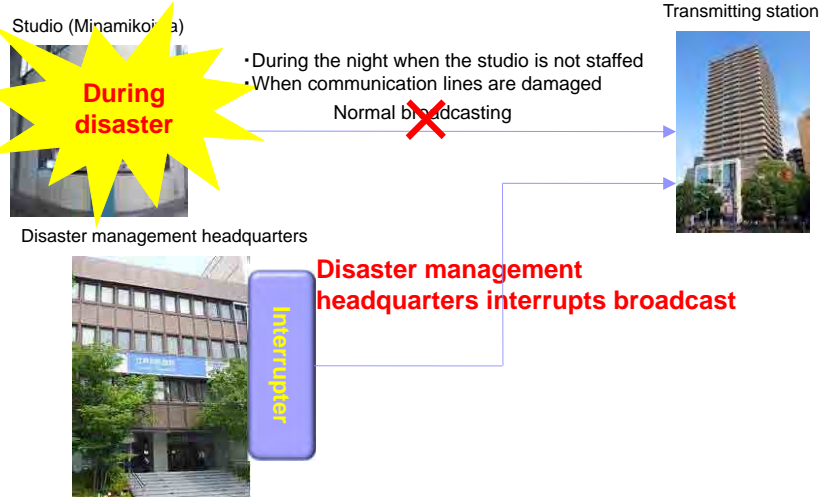 Transmitting station
Studio (Minamikoiwa)
・During the night when the studio is not staffed
・When communication lines are damaged
During
disaster
Normal broadcasting
Disaster management headquarters
Disaster management
headquarters interrupts broadcast
Interrupter